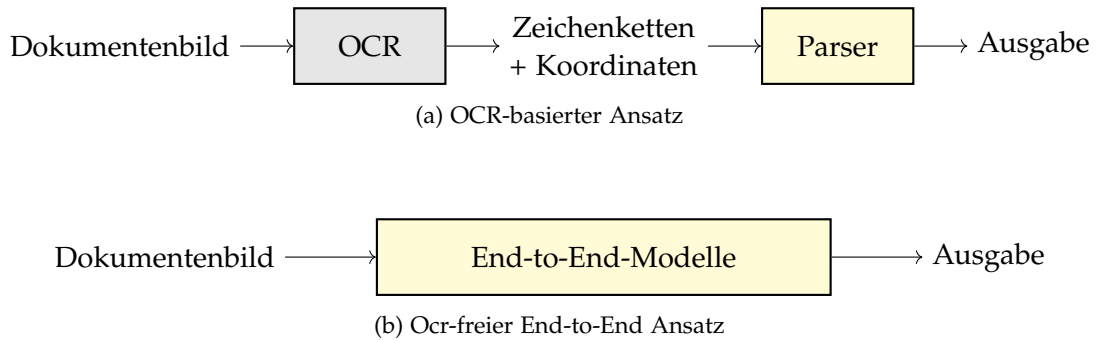 Dokumentenbild OCR Zeichenketten Parser Ausgabe
+ Koordinaten
(a) OCR-basierter Ansatz
Dokumentenbild End-to-End-Modelle Ausgabe
(b) Ocr-freier End-to-End Ansatz